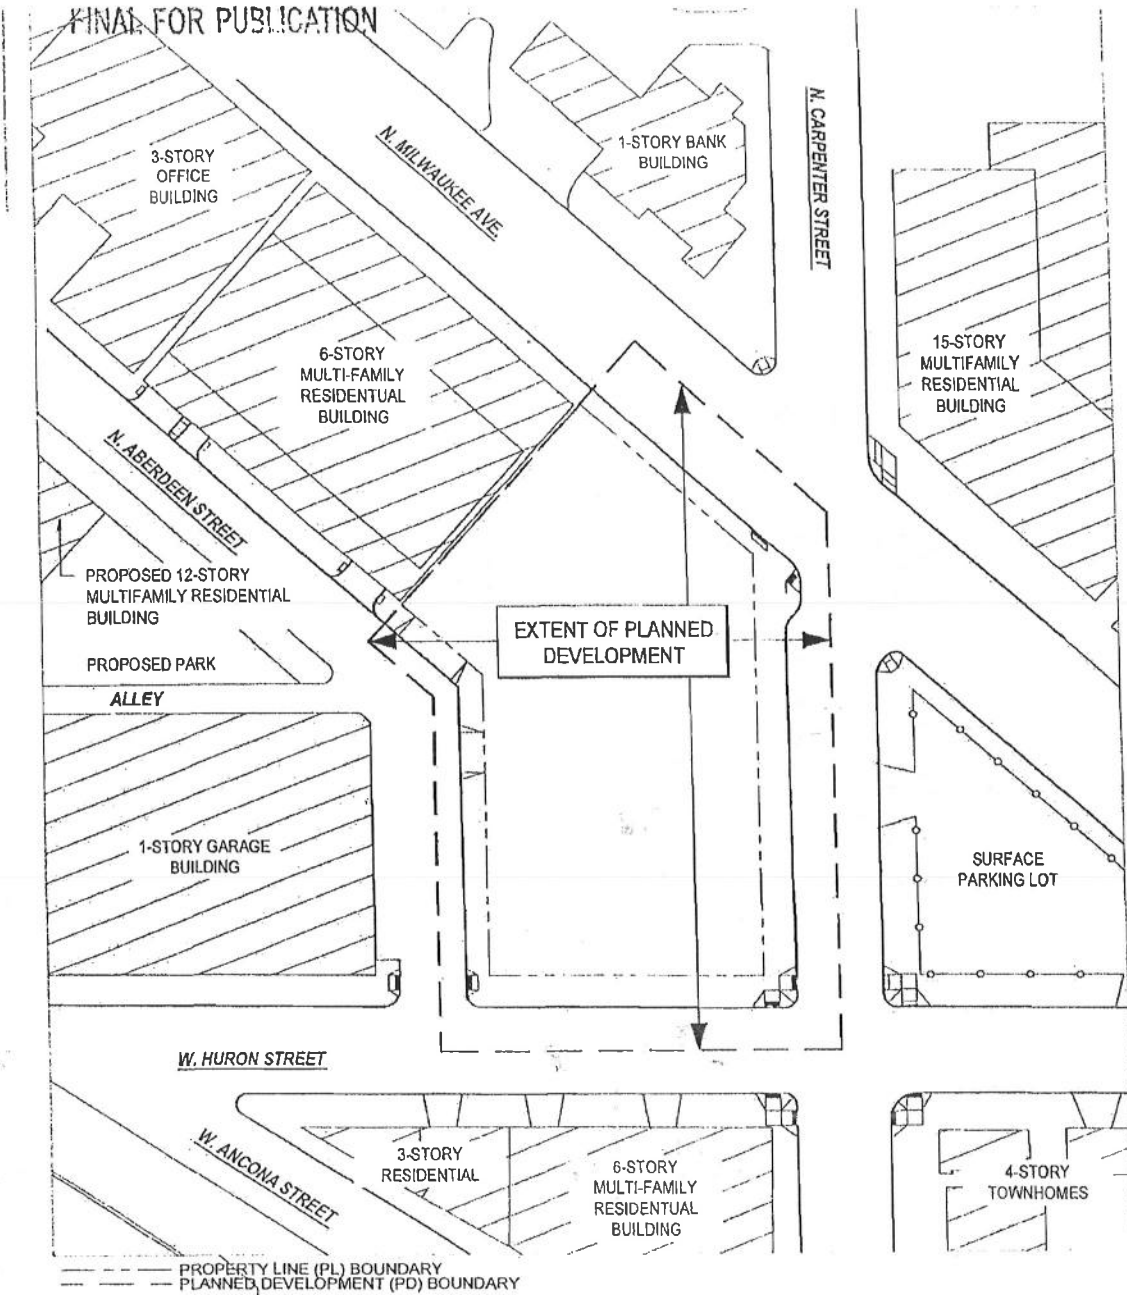 FINAL FOR PUBLICATION
N. MILWAUKEE AVE.
N. CARPENTER STREET
1-STORY BANK
BUILDING
3-STORY
OFFICE
BUILDING
6-STORY
MULTI-FAMILY
RESIDENTUAL
BUILDING
15-STORY
MULTIFAMILY
RESIDENTIAL
BUILDING
N. ABERDEEN STREET
PROPOSED 12-STORY
MULTIFAMILY RESIDENTIAL
BUILDING
EXTENT OF PLANNED
DEVELOPMENT
PROPOSED PARK
ALLEY
1-STORY GARAGE
BUILDING
SURFACE
PARKING LOT
W. HURON STREET
W. ANCONA STREET
3-STORY
RESIDENTIAL
6-STORY
MULTI-FAMILY
RESIDENTUAL
BUILDING
4-STORY
TOWNHOMES
PROPERTY LINE (PL) BOUNDARY
PLANNED DEVELOPMENT (PD) BOUNDARY